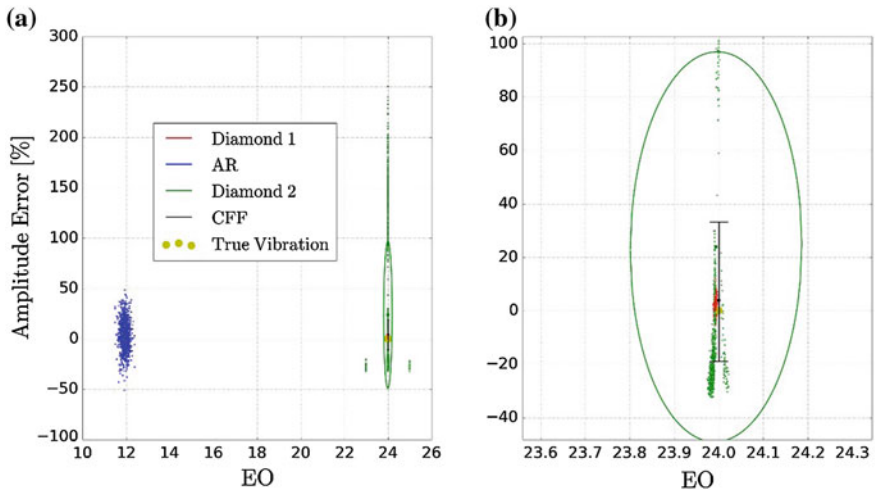 (a)
(b)
Amplitude Error [%]
300
250
200
150
100
50
0
−50
−100
10 12 14 16 18 20 22 24 26
EO
Diamond 1
AR
Diamond 2
CFF
True Vibration
100
80
60
40
20
0
−20
−40
23.6 23.7 23.8 23.9 24.0 24.1 24.2 24.3
EO